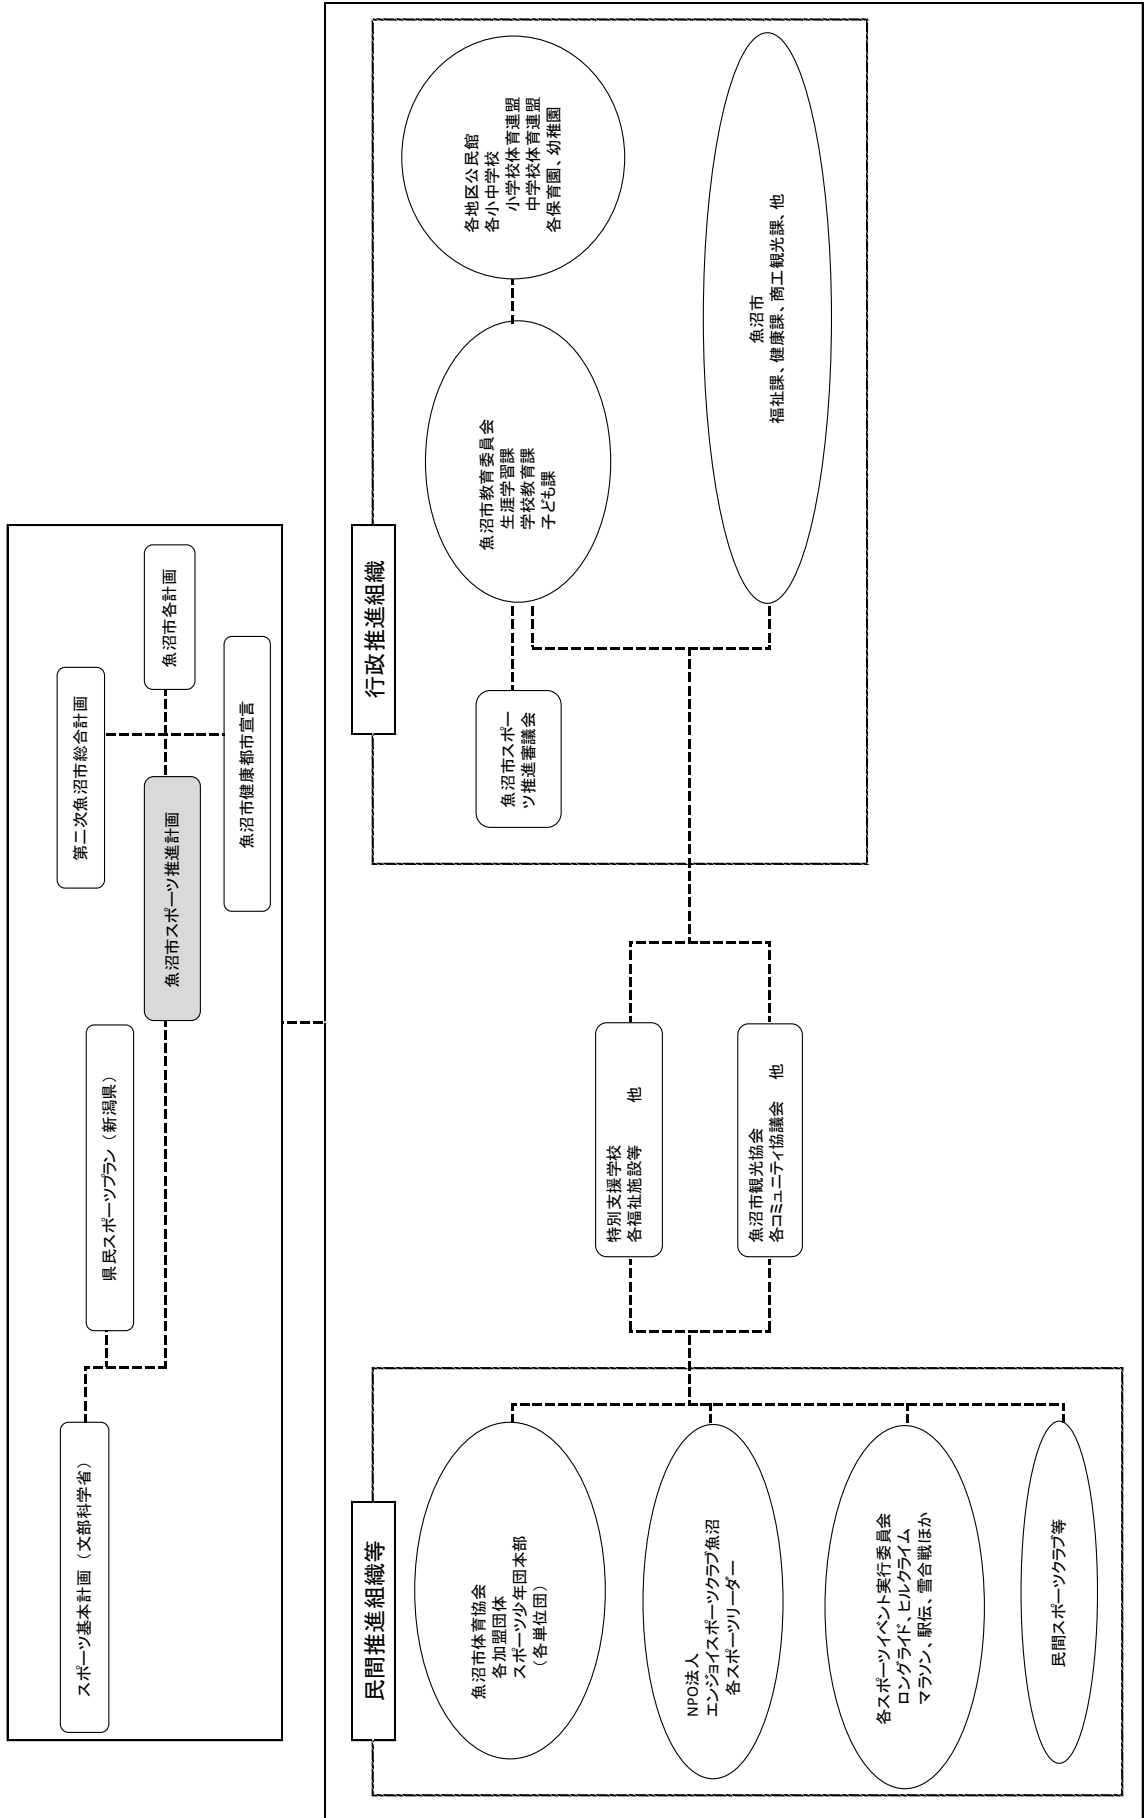 スポーツ基本計画（文部科学省）
県民スポーツプラン（新潟県）
魚沼市スポーツ推進計画
第二次魚沼市総合計画
魚沼市各計画
魚沼市健康都市宣言
民間推進組織等
魚沼市体育協会
各加盟団体
スポーツ少年団本部
（各単位団）
NPO法人
エンジョイスポーツクラブ魚沼
各スポーツリーダー
各スポーツイベント実行委員会
ロングライド、ヒルクライム
マラソン、駅伝、雪合戦ほか
民間スポーツクラブ等
特別支援学校
各福祉施設等 他
魚沼市観光協会
各コミュニティ協議会 他
行政推進組織
魚沼市スポー
ツ推進審議会
魚沼市教育委員会
生涯学習課
学校教育課
子ども課
各地区公民館
各小中学校
小学校体育連盟
中学校体育連盟
各保育園、幼稚園
魚沼市
福祉課、健康課、商工観光課、他